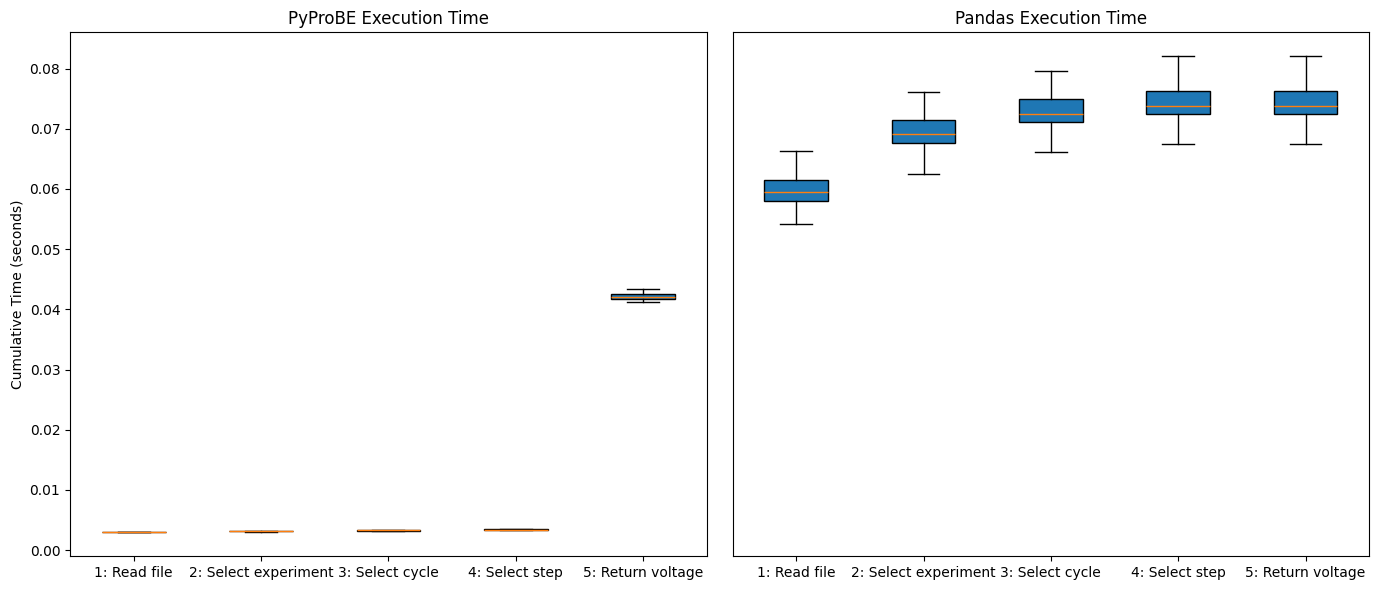 PyProBE Execution Time
Pandas Execution Time
Cumulative Time (seconds)
0.08
0.07
0.06
0.05
0.04
0.03
0.02
0.01
0.00
1: Read file
2: Select experiment
3: Select cycle
4: Select step
5: Return voltage
1: Read file
2: Select experiment
3: Select cycle
4: Select step
5: Return voltage